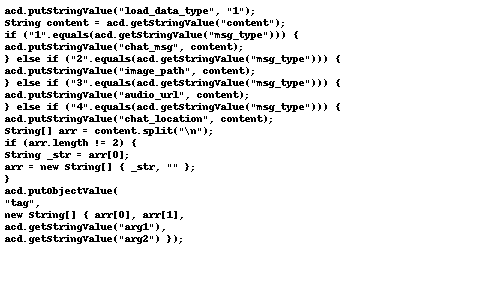 acd.putStringValue("load_data_type", "1");
String content = acd.getStringValue("content");
if ("1".equals(acd.getStringValue("msg_type"))) {
acd.putStringValue("chat_msg", content);
} else if ("2".equals(acd.getStringValue("msg_type"))) {
acd.putStringValue("image_path", content);
} else if ("3".equals(acd.getStringValue("msg_type"))) {
acd.putStringValue("audio_url", content);
} else if ("4".equals(acd.getStringValue("msg_type"))) {
acd.putStringValue("chat_location", content);
String[] arr = content.split("\n");
if (arr.length != 2) {
String _str = arr[0];
arr = new String[] { _str, "" };
}
acd.putObjectValue(
"tag",
new String[] { arr[0], arr[1],
acd.getStringValue("arg1"),
acd.getStringValue("arg2") });